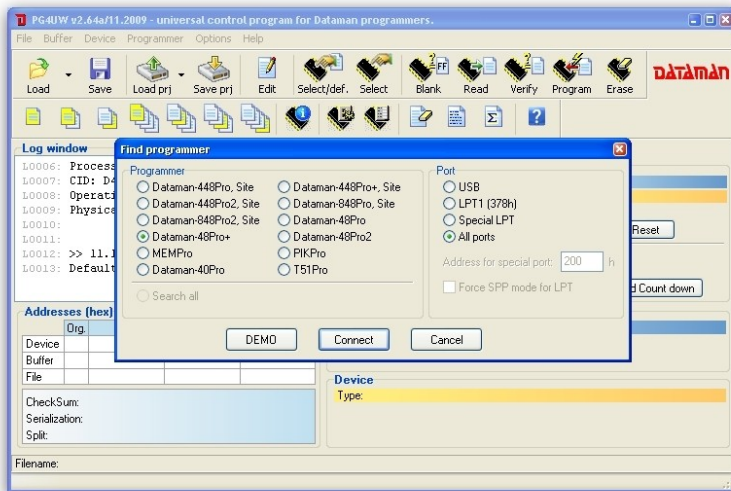 PG4UW v2.64a/11.2009 - universal control program for Dataman programmers.
File Buffer Device Programmer Options Help
Load Save Load prj Save prj Edit Select/def. Select Blank Read Verify Program Erase
DATAMAN
Log window
L0006: Process
L0007: CID: D4
L0008: Operati
L0009: Physica
L0010:
L0011:
L0012: >> 11.1
L0013: Default
Find programmer
Programmer
Dataman-448Pro, Site Dataman-448Pro+, Site
Dataman-448Pro2, Site Dataman-848Pro, Site
Dataman-848Pro2, Site Dataman-48Pro
Dataman-48Pro+ Dataman-48Pro2
MEMPro PIKPro
Dataman-40Pro T51Pro
Search all
Port
USB
LPT1 (378h)
Special LPT
All ports
Address for special port: 200 h
Force SPP mode for LPT
DEMO Connect Cancel
Reset
d Count down
Addresses (hex)
Org.
Device
Buffer
File
CheckSum:
Serialization:
Split:
Device
Type:
Filename: